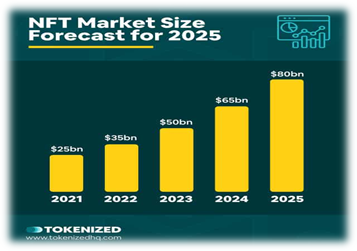 NFT Market Size
Forecast for 2025
$80bn
$65bn
$50bn
$35bn
$25bn
2021 2022 2023 2024 2025
TOKENIZED
www.tokenizedhq.com